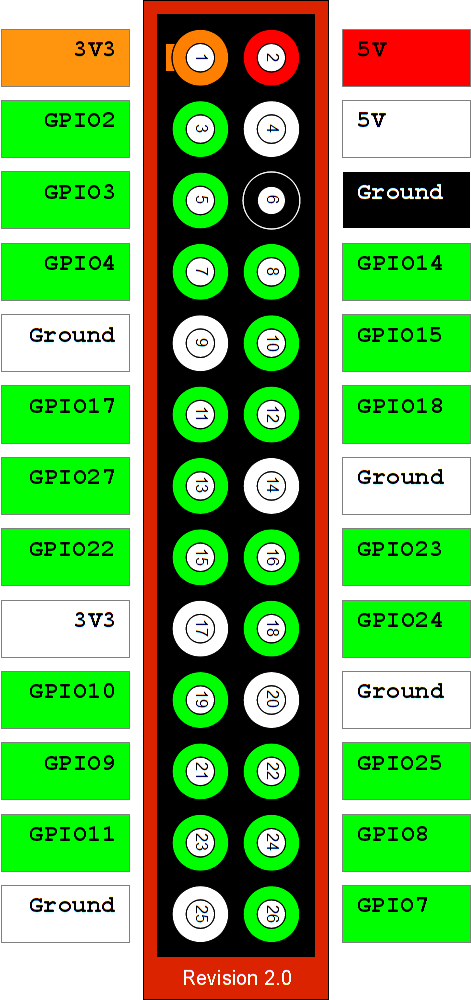 3V3 1 2 5V
GPIO2 3 4 5V
GPIO3 5 6 Ground
GPIO4 7 8 GPIO14
Ground 9 10 GPIO15
GPIO17 11 12 GPIO18
GPIO27 13 14 Ground
GPIO22 15 16 GPIO23
3V3 17 18 GPIO24
GPIO10 19 20 Ground
GPIO9 21 22 GPIO25
GPIO11 23 24 GPIO8
Ground 25 26 GPIO7
Revision 2.0